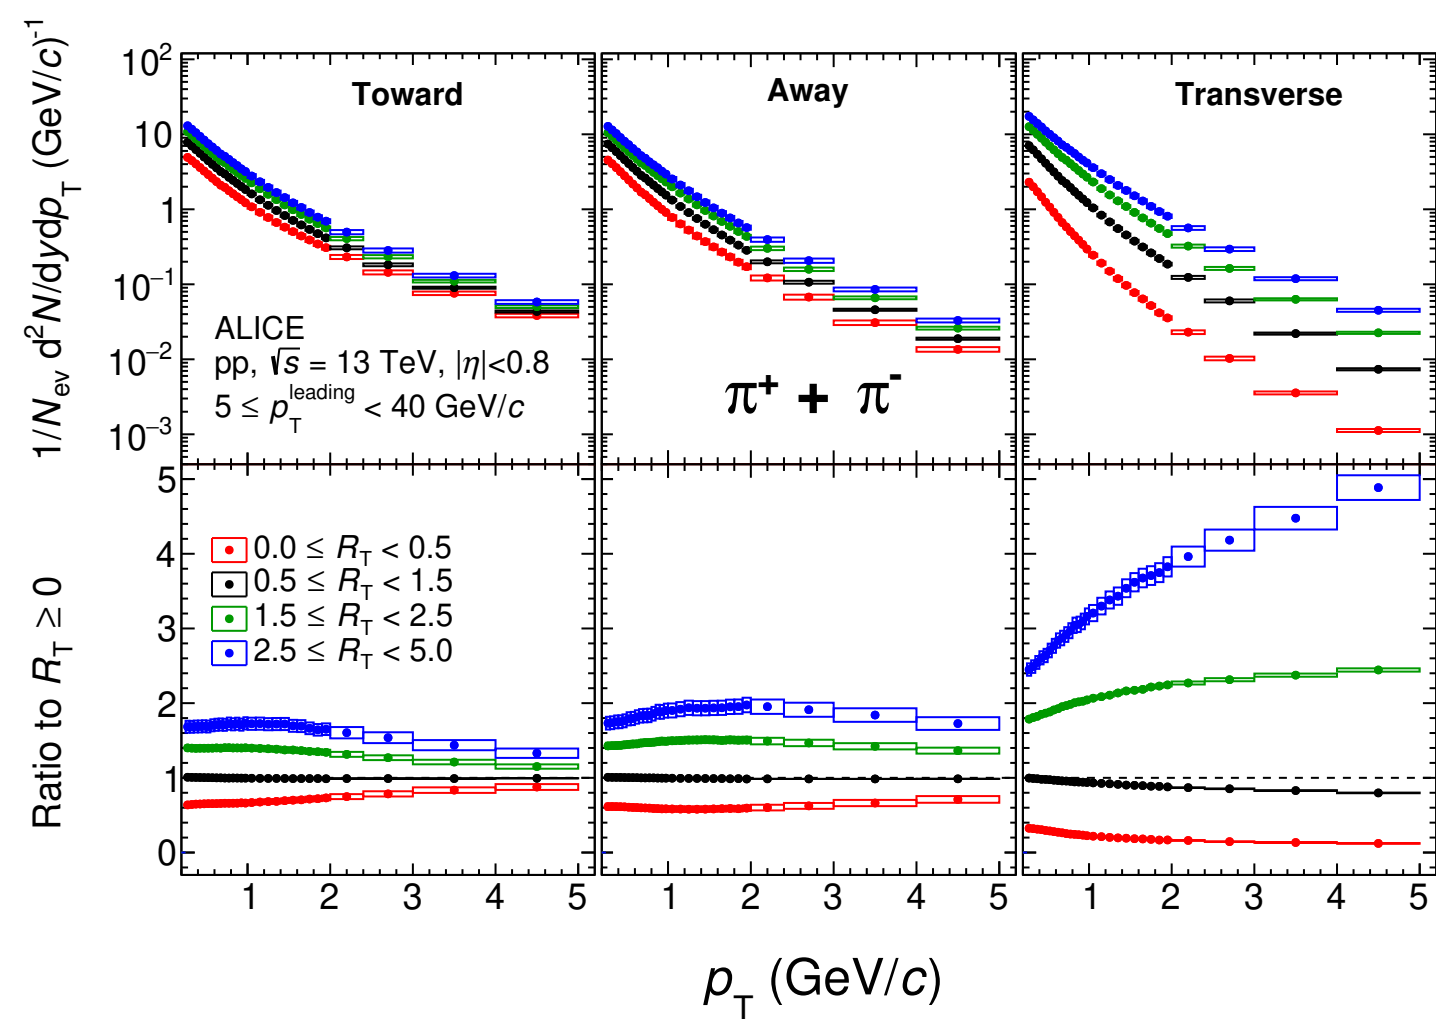 1/N_ev d²N/dydp_T (GeV/c)⁻¹
10²
10
1
10⁻¹
10⁻²
10⁻³
Toward
ALICE
pp, √s = 13 TeV, |η|<0.8
5 ≤ p_T^leading < 40 GeV/c
Away
π⁺ + π⁻
Transverse
Ratio to R_T ≥ 0
5
4
3
2
1
0
0.0 ≤ R_T < 0.5
0.5 ≤ R_T < 1.5
1.5 ≤ R_T < 2.5
2.5 ≤ R_T < 5.0
1 2 3 4 5
1 2 3 4 5
1 2 3 4 5
p_T (GeV/c)